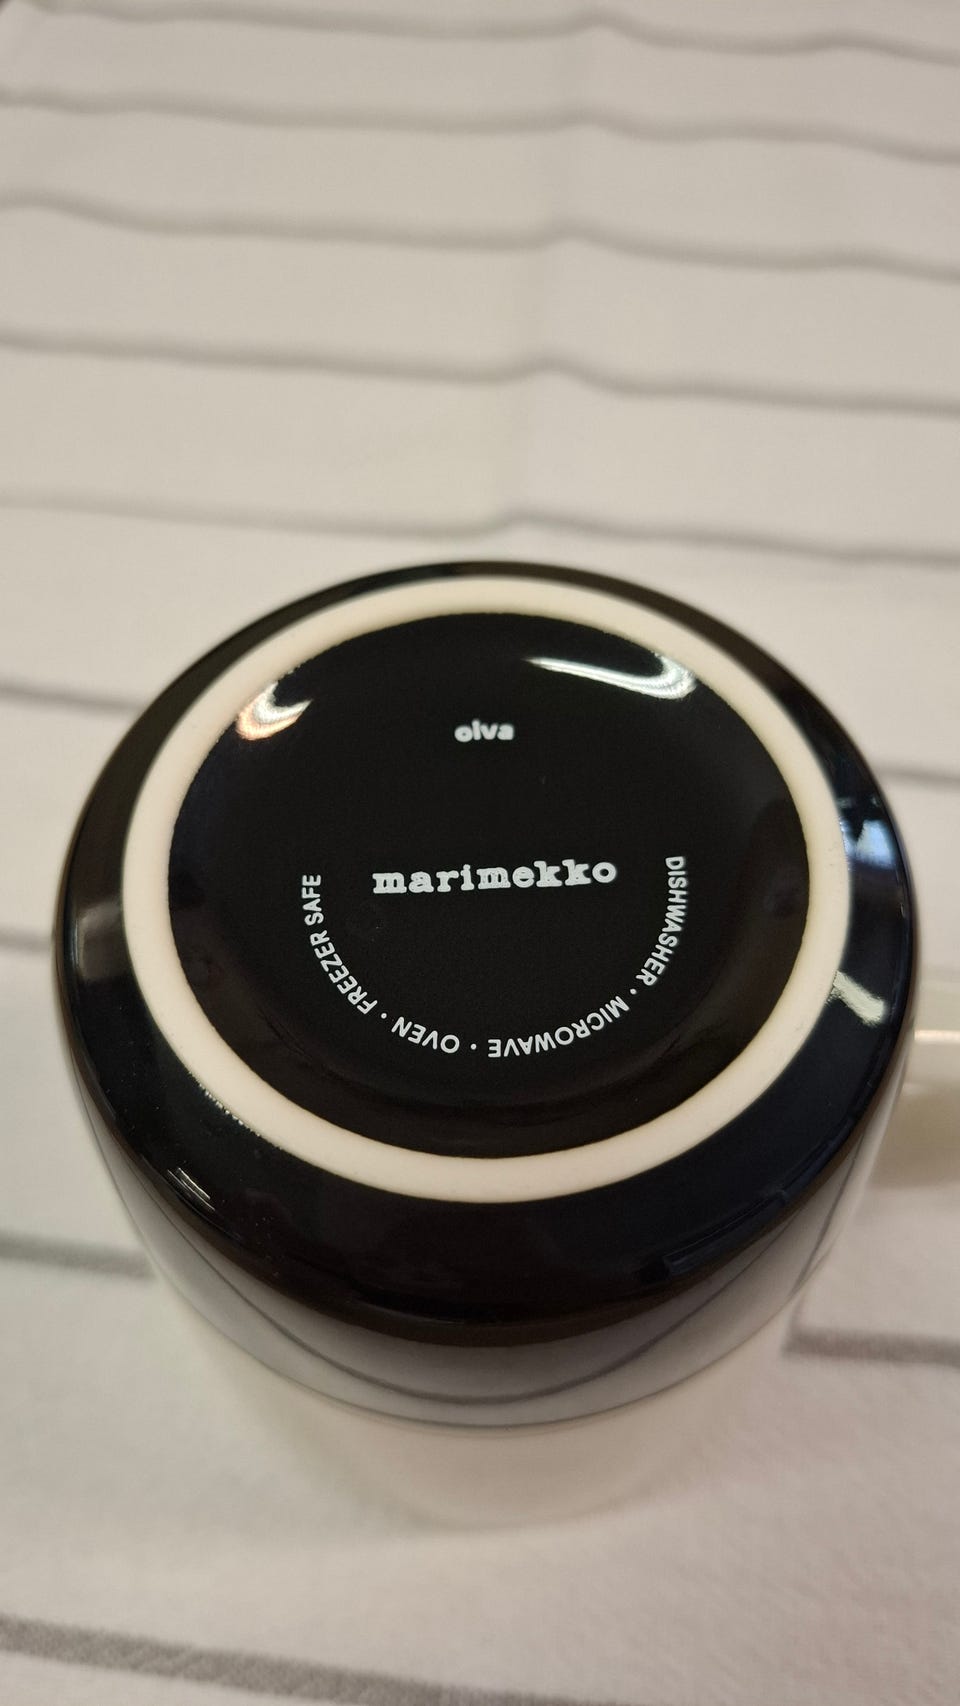 oiva
marimekko
DISHWASHER · MICROWAVE · OVEN · FREEZER SAFE